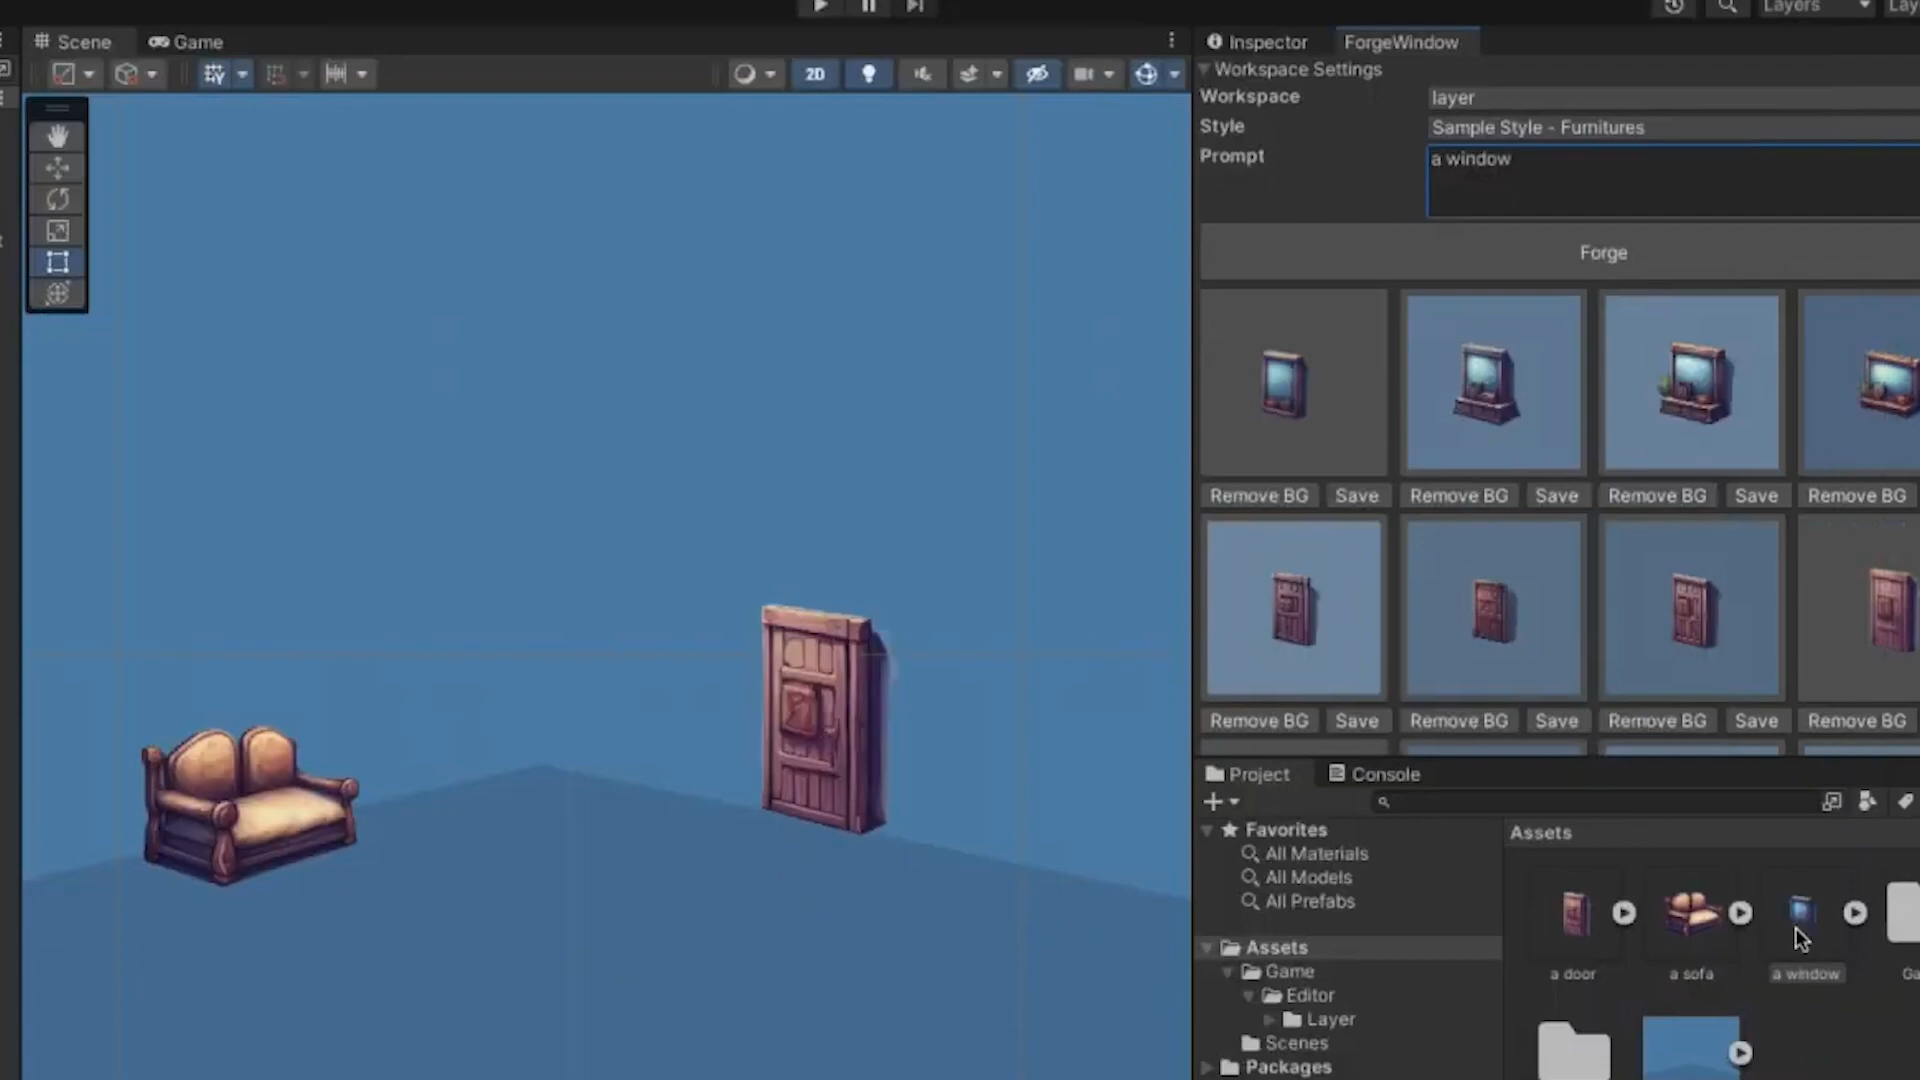 Layers
Lay
Scene
Game
Inspector
ForgeWindow
2D
Workspace Settings
Workspace
layer
Style
Sample Style - Furnitures
Prompt
a window
Forge
Remove BG
Save
Remove BG
Save
Remove BG
Save
Remove BG
Remove BG
Save
Remove BG
Save
Remove BG
Save
Remove BG
Project
Console
Favorites
All Materials
All Models
All Prefabs
Assets
Game
Editor
Layer
Scenes
Packages
Assets
a door
a sofa
a window
Ga